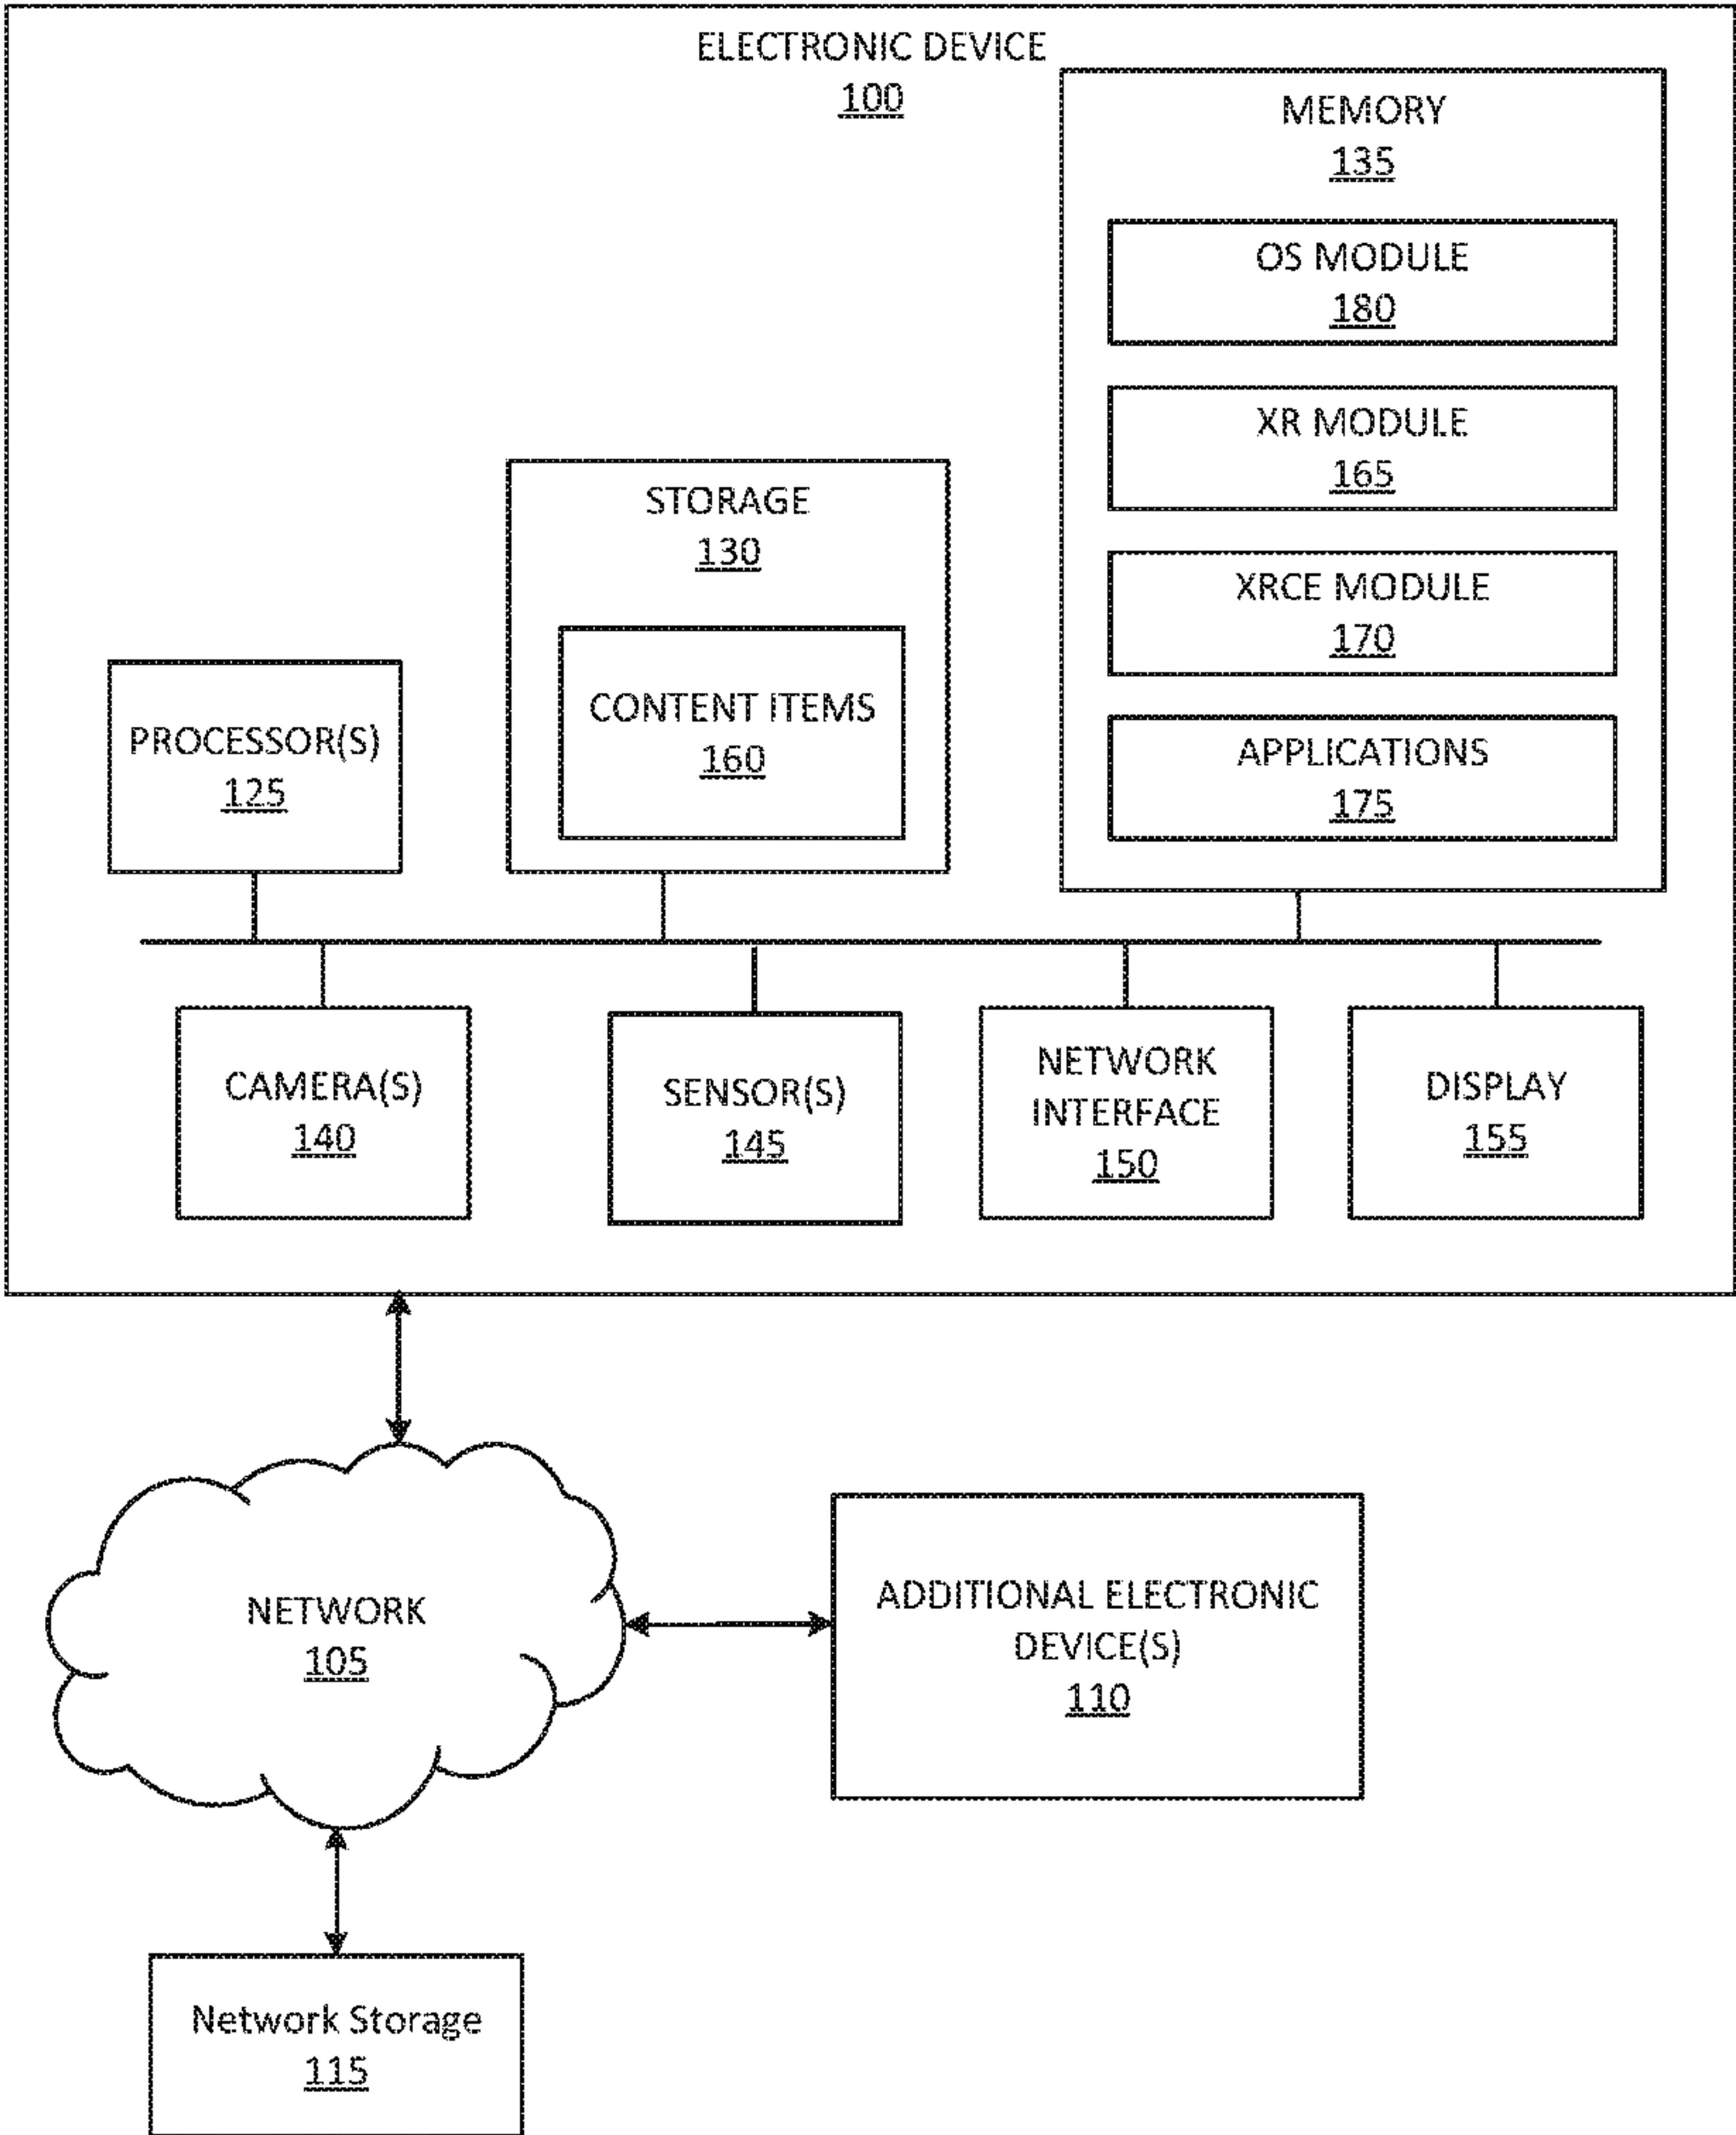 ELECTRONIC DEVICE
100
MEMORY
135
OS MODULE
180
XR MODULE
165
XRCE MODULE
170
APPLICATIONS
175
STORAGE
130
CONTENT ITEMS
160
PROCESSOR(S)
125
CAMERA(S)
140
SENSOR(S)
145
NETWORK
INTERFACE
150
DISPLAY
155
NETWORK
105
ADDITIONAL ELECTRONIC
DEVICE(S)
110
Network Storage
115